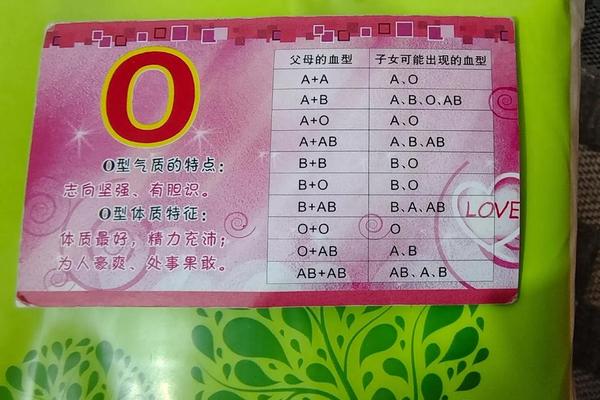 O
O型气质的特点：
志向坚强、有胆识。
O型体质特征：
体质最好，精力充沛；
为人豪爽、处事果敢。
父母的血型 子女可能出现的血型
A+A A、O
A+B A、B、O、AB
A+O A、O
A+AB A、B、AB
B+B B、O
B+O B、O
B+AB B、A、AB
O+O O
O+AB A、B
AB+AB AB、A、B
LOVE